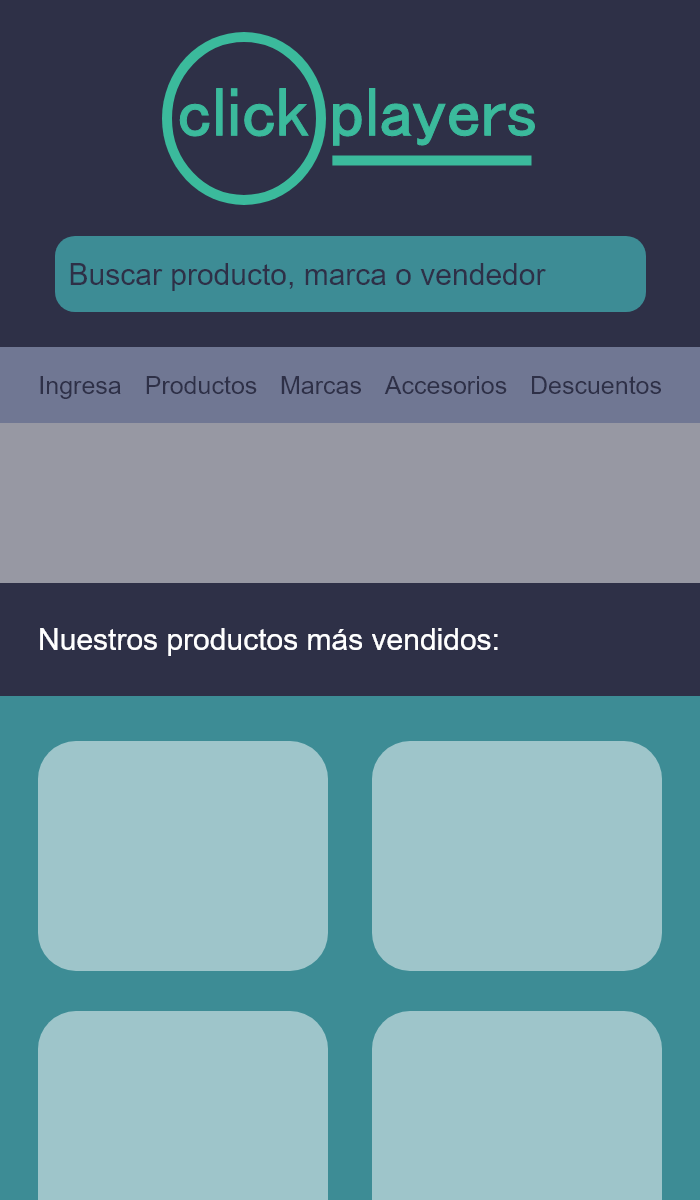 click players
Buscar producto, marca o vendedor
Ingresa Productos Marcas Accesorios Descuentos
Nuestros productos más vendidos: